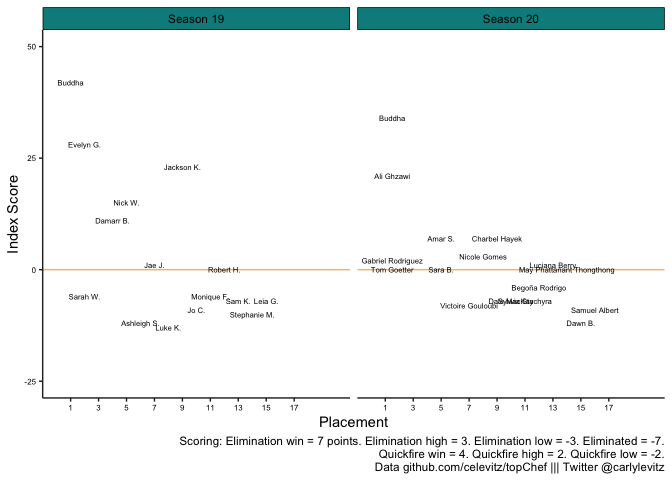 Season 19
Season 20
Index Score
50
25
0
-25
Buddha
Evelyn G.
Jackson K.
Nick W.
Damarr B.
Jae J.
Robert H.
Sarah W.
Monique F.
Sam K.
Leia G.
Jo C.
Stephanie M.
Ashleigh S.
Luke K.
Buddha
Ali Ghzawi
Amar S.
Charbel Hayek
Nicole Gomes
Gabriel Rodriguez
Luciana Berry
Tom Goetter
Sara B.
May Phattanant Thongthong
Begoña Rodrigo
Victoire Gouloubi
Samuel Albert
Dawn B.
1 3 5 7 9 11 13 15 17
1 3 5 7 9 11 13 15 17
Placement
Scoring: Elimination win = 7 points. Elimination high = 3. Elimination low = -3. Eliminated = -7.
Quickfire win = 4. Quickfire high = 2. Quickfire low = -2.
Data github.com/celevitz/topChef ||| Twitter @carlylevitz